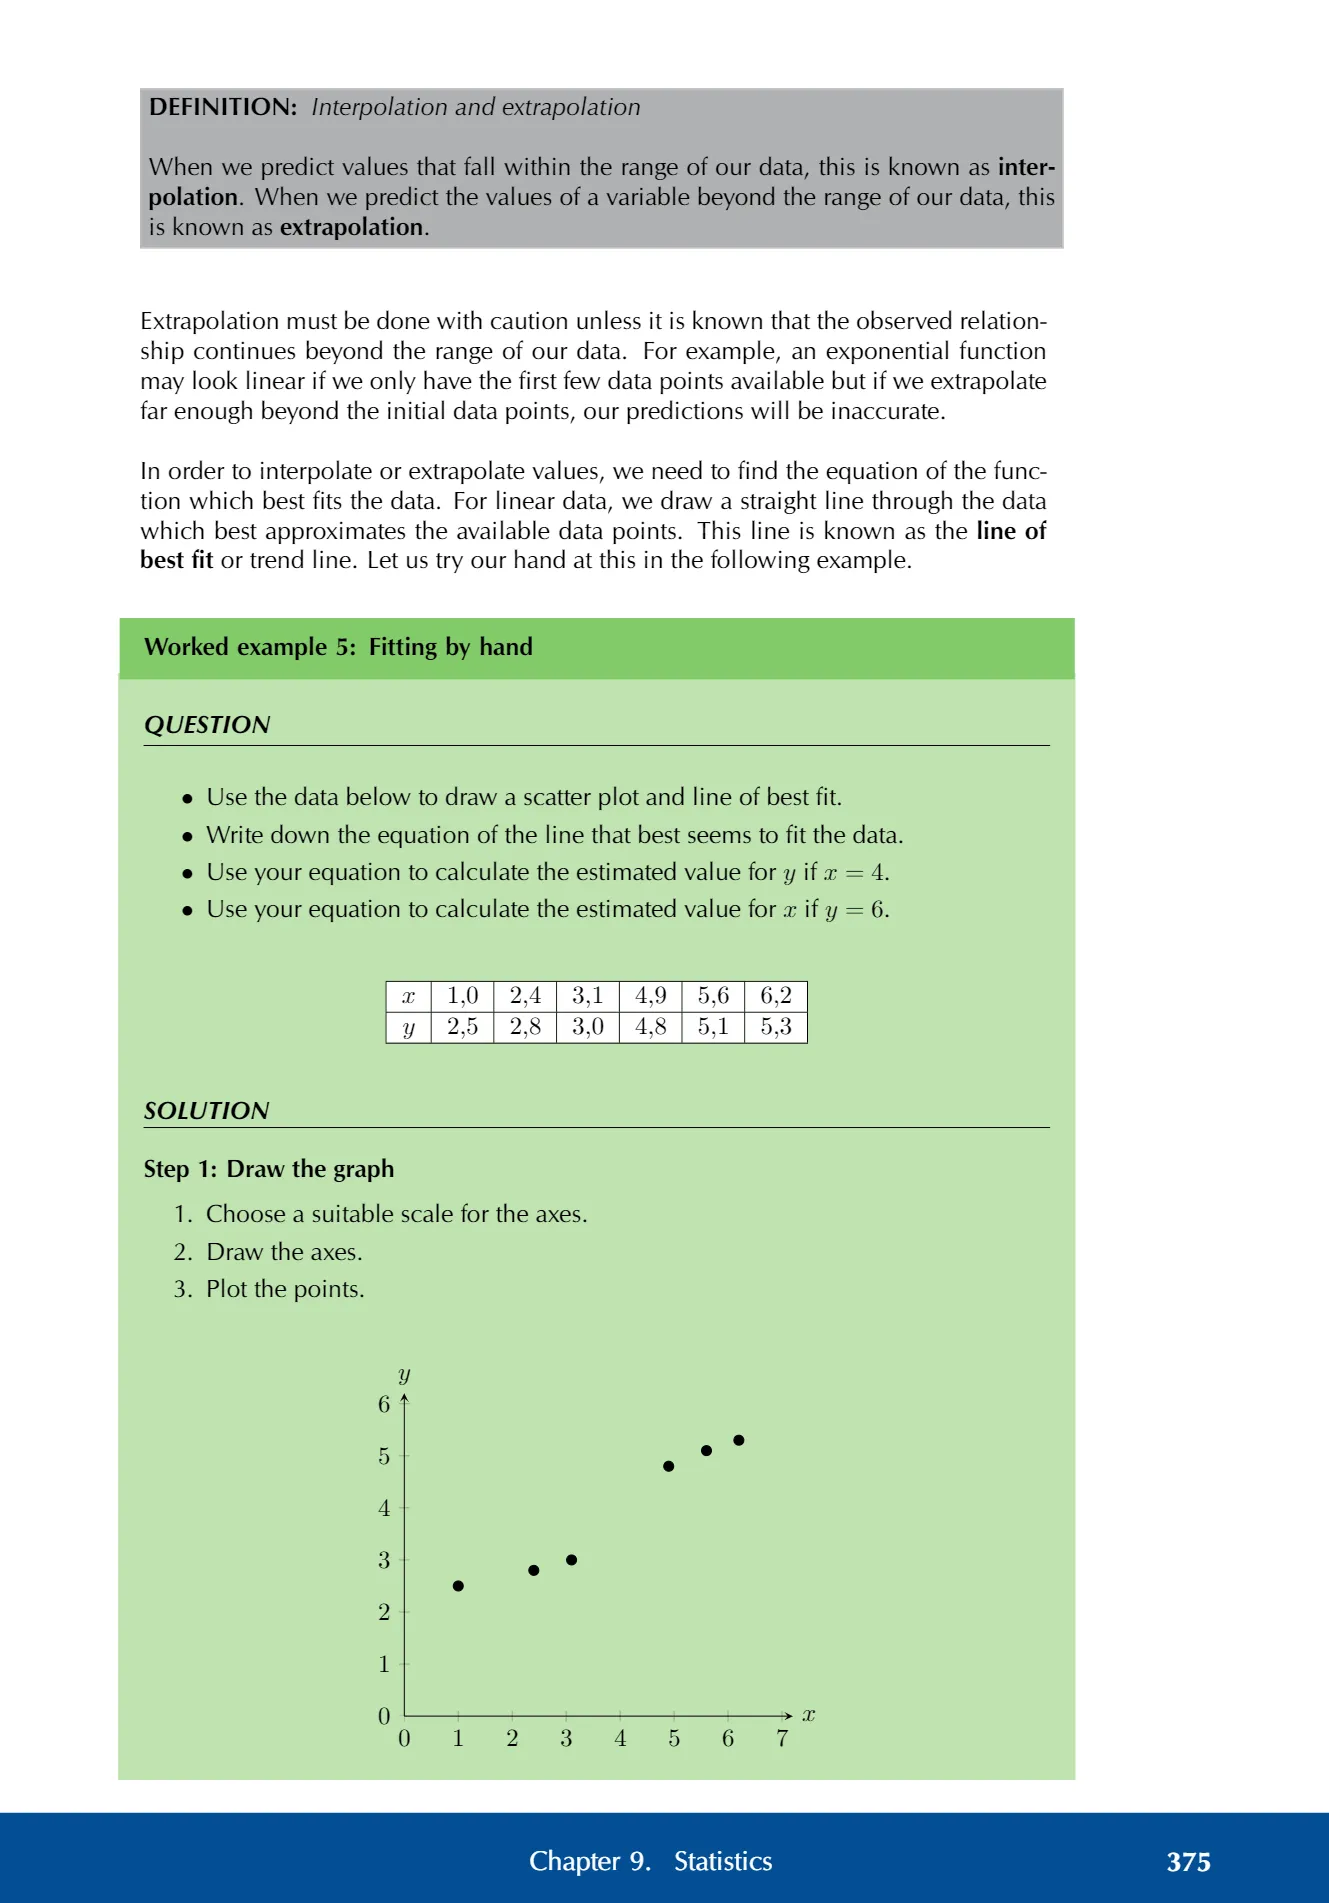 DEFINITION: Interpolation and extrapolation
When we predict values that fall within the range of our data, this is known as inter-
polation. When we predict the values of a variable beyond the range of our data, this
is known as extrapolation.
Extrapolation must be done with caution unless it is known that the observed relation-
ship continues beyond the range of our data. For example, an exponential function
may look linear if we only have the first few data points available but if we extrapolate
far enough beyond the initial data points, our predictions will be inaccurate.
In order to interpolate or extrapolate values, we need to find the equation of the func-
tion which best fits the data. For linear data, we draw a straight line through the data
which best approximates the available data points. This line is known as the line of
best fit or trend line. Let us try our hand at this in the following example.
Worked example 5: Fitting by hand
QUESTION
• Use the data below to draw a scatter plot and line of best fit.
• Write down the equation of the line that best seems to fit the data.
• Use your equation to calculate the estimated value for y if x = 4.
• Use your equation to calculate the estimated value for x if y = 6.
x 1,0 2,4 3,1 4,9 5,6 6,2
y 2,5 2,8 3,0 4,8 5,1 5,3
SOLUTION
Step 1: Draw the graph
1. Choose a suitable scale for the axes.
2. Draw the axes.
3. Plot the points.
y
6
5
4
3
2
1
0
x
0 1 2 3 4 5 6 7
Chapter 9. Statistics 375